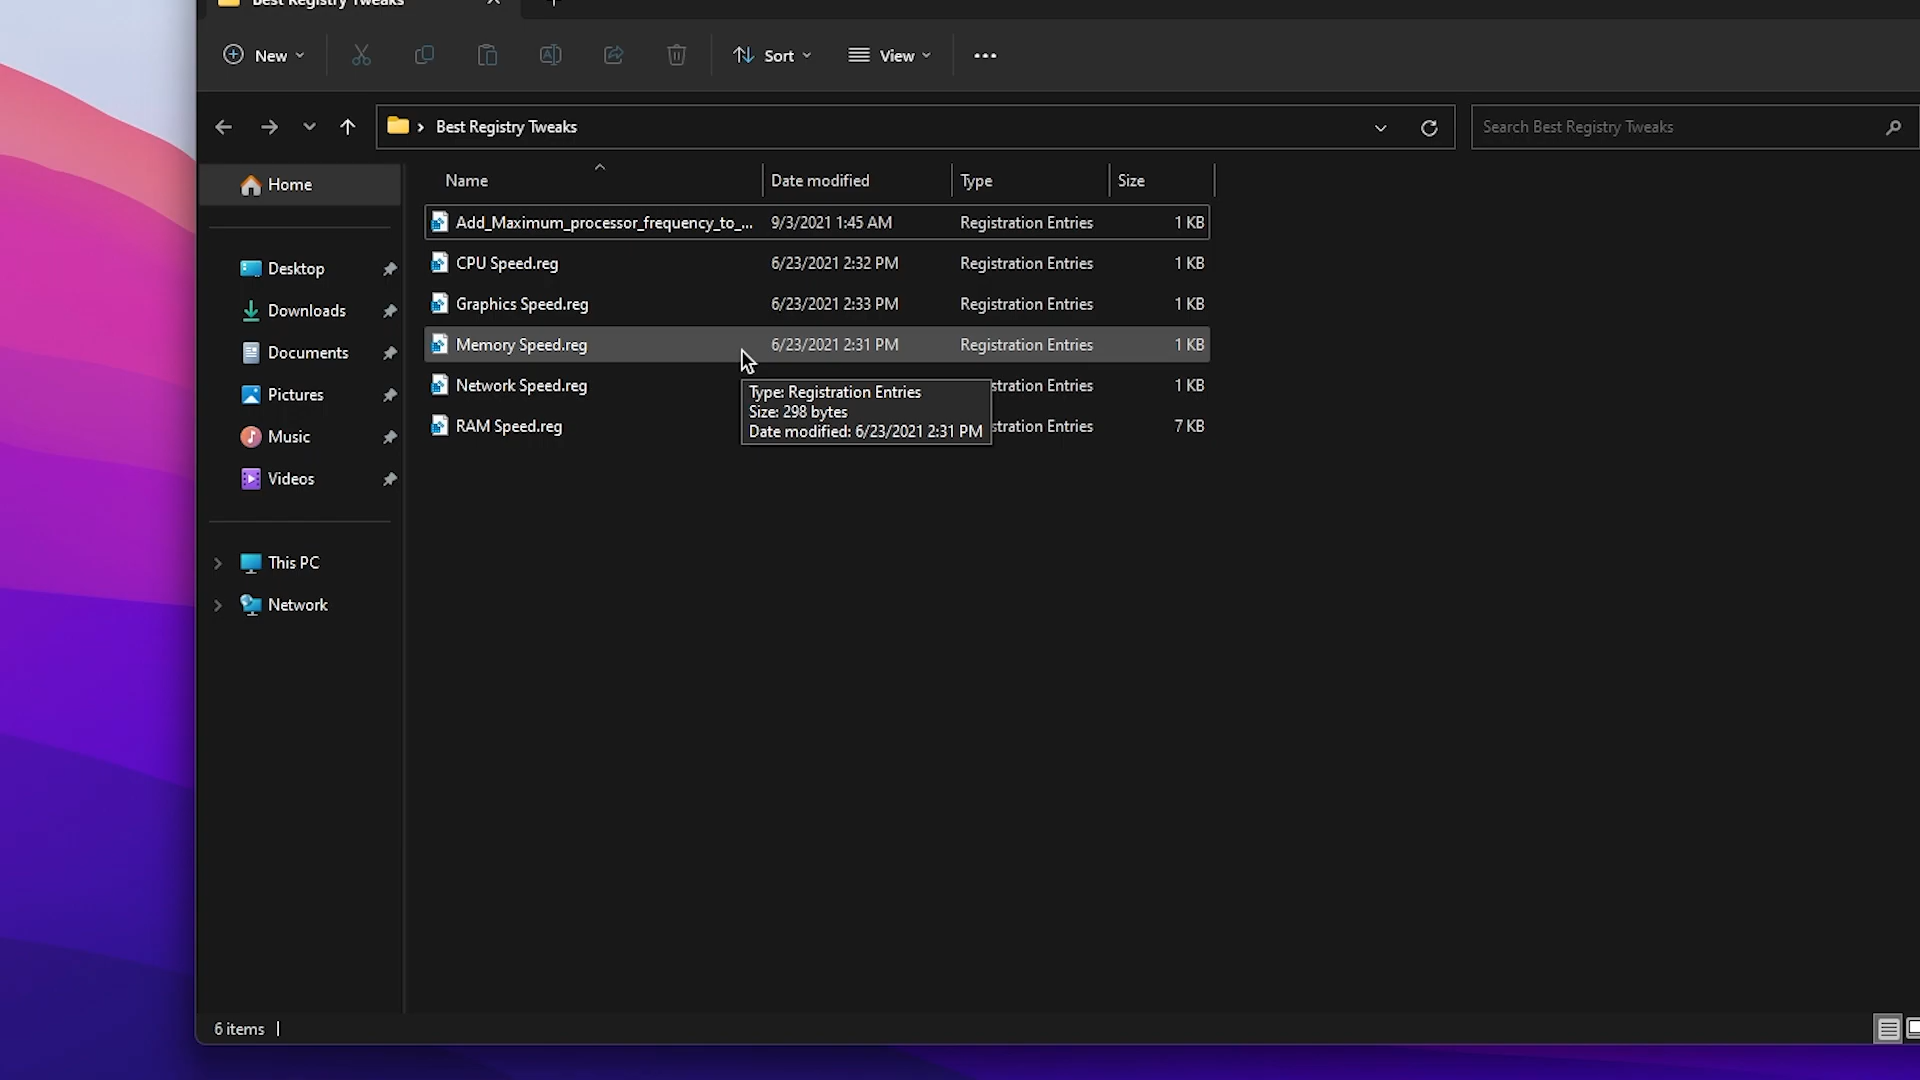 Best Registry Tweaks
New
Sort
View
Best Registry Tweaks
Search Best Registry Tweaks
Home
Desktop
Downloads
Documents
Pictures
Music
Videos
This PC
Network
Name Date modified Type Size
Add_Maximum_processor_frequency_to_... 9/3/2021 1:45 AM Registration Entries 1 KB
CPU Speed.reg 6/23/2021 2:32 PM Registration Entries 1 KB
Graphics Speed.reg 6/23/2021 2:33 PM Registration Entries 1 KB
Memory Speed.reg 6/23/2021 2:31 PM Registration Entries 1 KB
Network Speed.reg stration Entries 1 KB
RAM Speed.reg stration Entries 7 KB
Type: Registration Entries
Size: 298 bytes
Date modified: 6/23/2021 2:31 PM
6 items